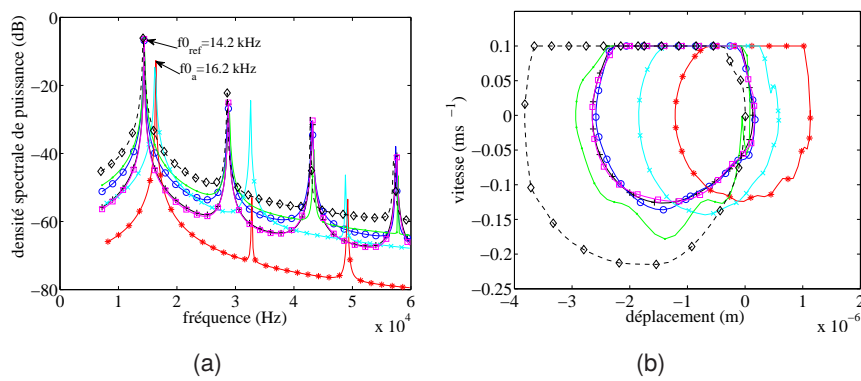 densité spectrale de puissance (dB)
0
−20
−40
−60
−80
f0ref=14.2 kHz
f0a=16.2 kHz
0 1 2 3 4 5 6
x 10^4
fréquence (Hz)
(a)
vitesse (ms −1)
0.1
0.05
0
−0.05
−0.1
−0.15
−0.2
−0.25
−4 −3 −2 −1 0 1 2
x 10^−6
déplacement (m)
(b)